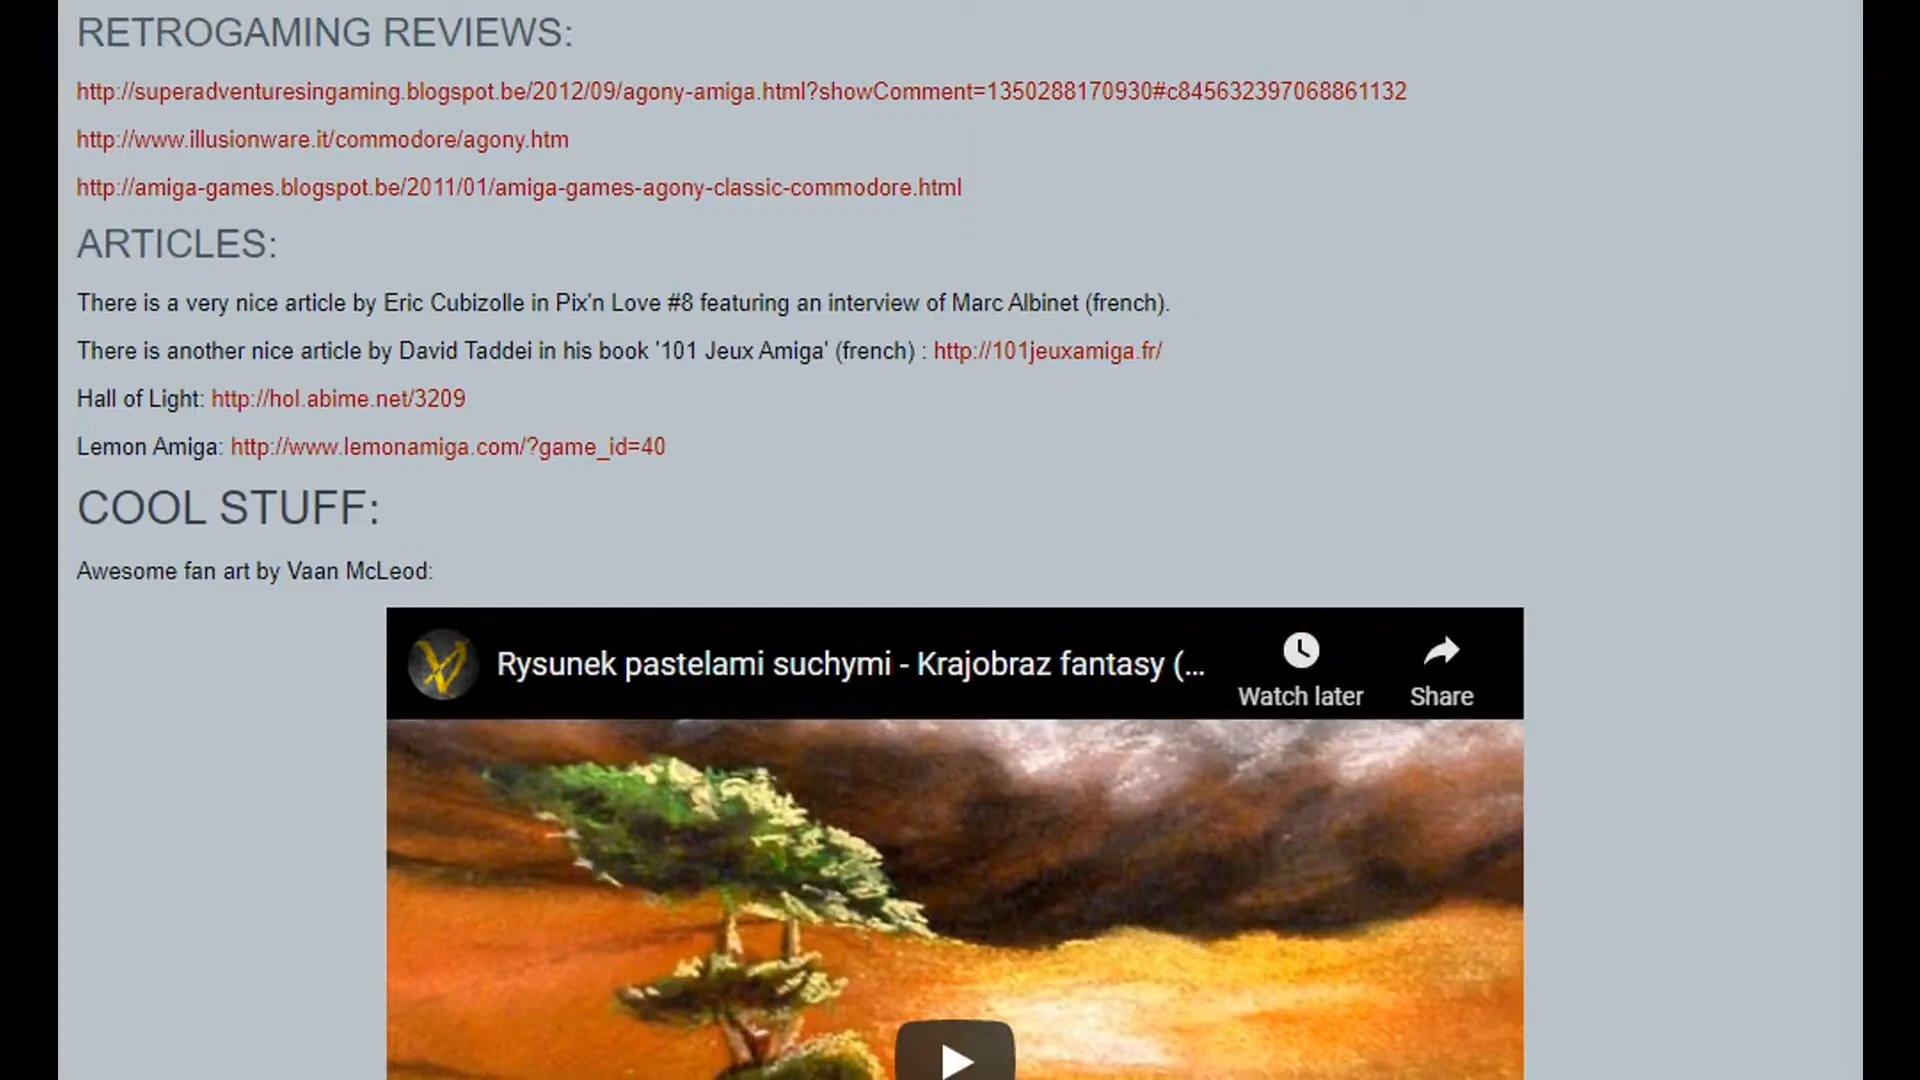 RETROGAMING REVIEWS:
http://superadventuresingaming.blogspot.be/2012/09/agony-amiga.html?showComment=1350288170930#c845632397068861132
http://www.illusionware.it/commodore/agony.htm
http://amiga-games.blogspot.be/2011/01/amiga-games-agony-classic-commodore.html
ARTICLES:
There is a very nice article by Eric Cubizolle in Pix'n Love #8 featuring an interview of Marc Albinet (french).
There is another nice article by David Taddei in his book '101 Jeux Amiga' (french) : http://101jeuxamiga.fr/
Hall of Light: http://hol.abime.net/3209
Lemon Amiga: http://www.lemonamiga.com/?game_id=40
COOL STUFF:
Awesome fan art by Vaan McLeod:
Rysunek pastelami suchymi - Krajobraz fantasy (...
Watch later
Share